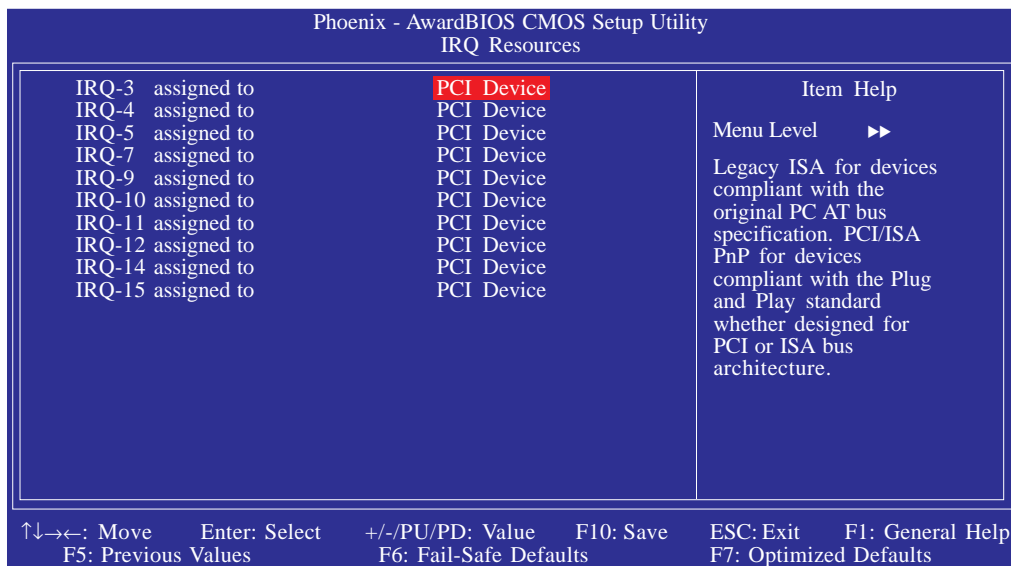 Phoenix - AwardBIOS CMOS Setup Utility
IRQ Resources
IRQ-3 assigned to PCI Device
IRQ-4 assigned to PCI Device
IRQ-5 assigned to PCI Device
IRQ-7 assigned to PCI Device
IRQ-9 assigned to PCI Device
IRQ-10 assigned to PCI Device
IRQ-11 assigned to PCI Device
IRQ-12 assigned to PCI Device
IRQ-14 assigned to PCI Device
IRQ-15 assigned to PCI Device
Item Help
Menu Level ▶▶
Legacy ISA for devices
compliant with the
original PC AT bus
specification. PCI/ISA
PnP for devices
compliant with the Plug
and Play standard
whether designed for
PCI or ISA bus
architecture.
↑↓→←: Move Enter: Select +/-/PU/PD: Value F10: Save ESC: Exit F1: General Help
F5: Previous Values F6: Fail-Safe Defaults F7: Optimized Defaults